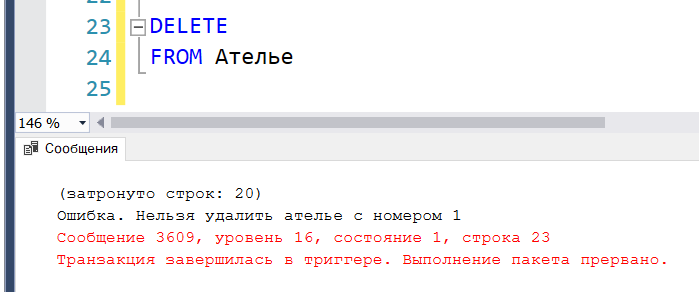 23 DELETE
24 FROM Ателье
25
146 %
Сообщения
(затронуто строк: 20)
Ошибка. Нельзя удалить ателье с номером 1
Сообщение 3609, уровень 16, состояние 1, строка 23
Транзакция завершилась в триггере. Выполнение пакета прервано.